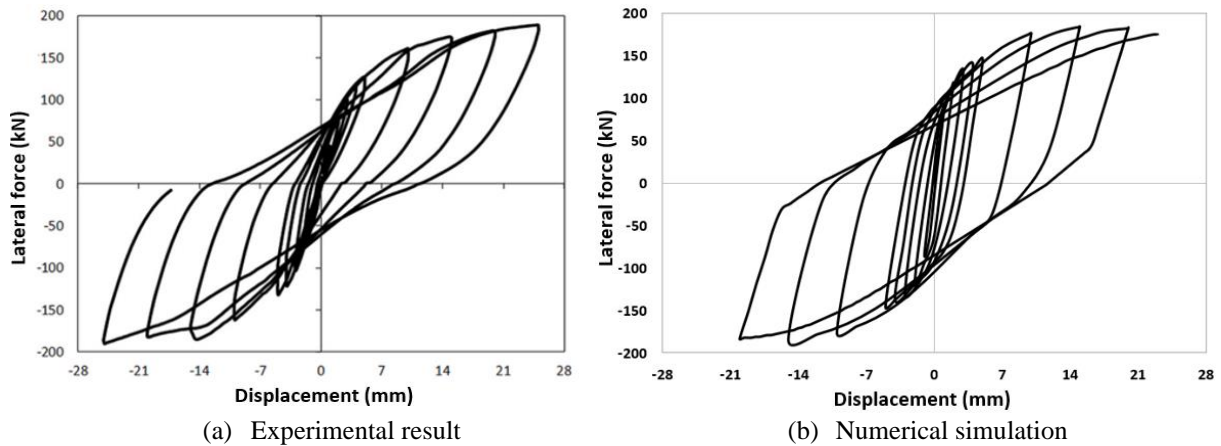 200
150
100
50
0
-50
-100
-150
-200
-28 -21 -14 -7 0 7 14 21 28
Lateral force (kN)
Displacement (mm)
(a) Experimental result
200
150
100
50
0
-50
-100
-150
-200
-28 -21 -14 -7 0 7 14 21 28
Lateral force (kN)
Displacement (mm)
(b) Numerical simulation